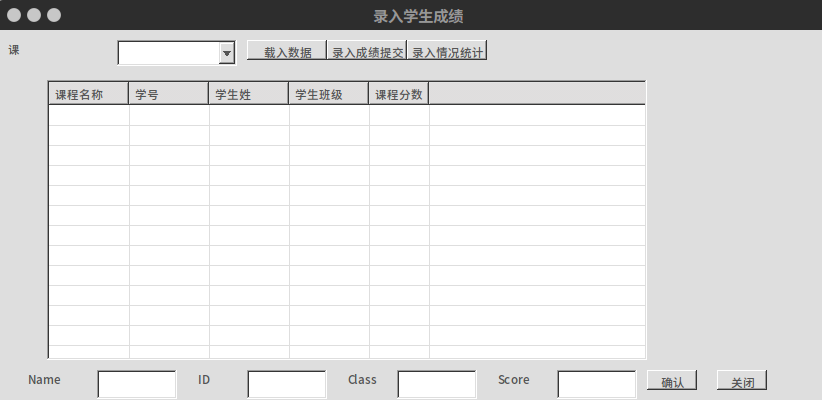 录入学生成绩
课
载入数据 录入成绩提交 录入情况统计
课程名称 学号 学生姓 学生班级 课程分数
Name ID Class Score 确认 关闭